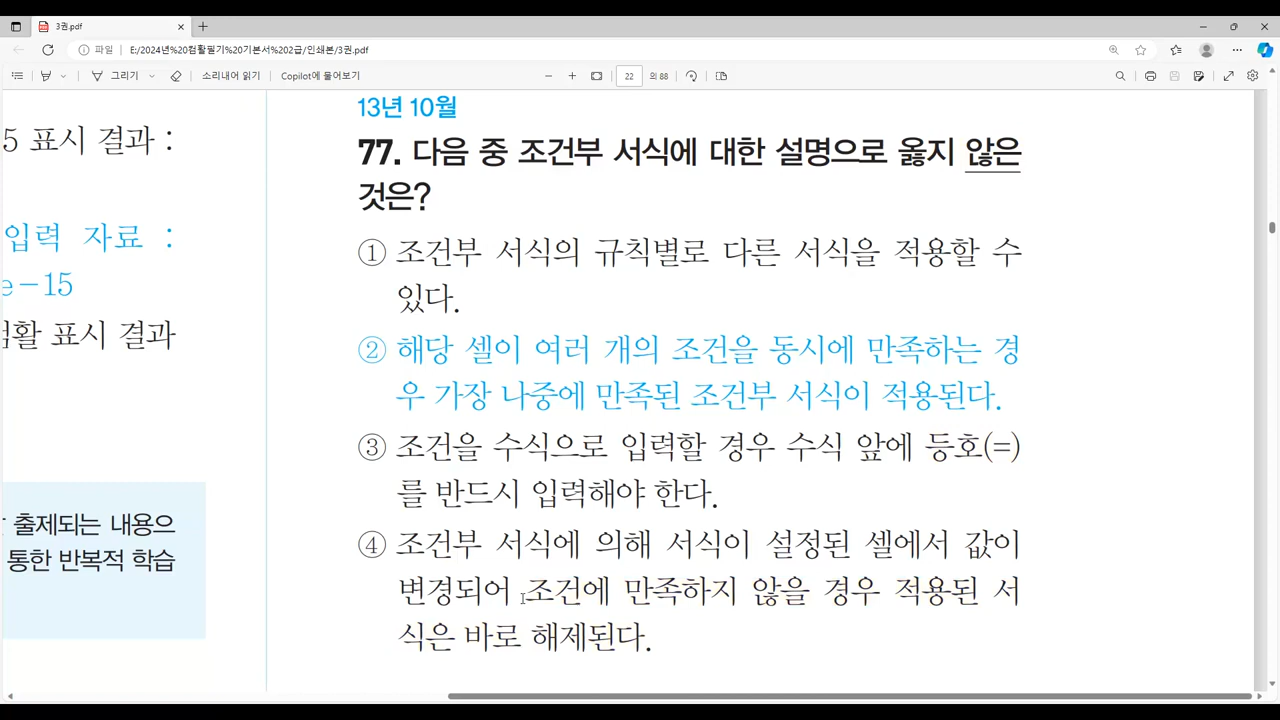 3권.pdf
파일 E:/2024년%20컴활필기%20기본서%202급/인쇄본/3권.pdf
그리기 소리내어 읽기 Copilot에 물어보기 22 의 88
13년 10월
5 표시 결과 :
77. 다음 중 조건부 서식에 대한 설명으로 옳지 않은
것은?
입력 자료 :
① 조건부 서식의 규칙별로 다른 서식을 적용할 수
e-15
있다.
표시 결과
② 해당 셀이 여러 개의 조건을 동시에 만족하는 경
우 가장 나중에 만족된 조건부 서식이 적용된다.
③ 조건을 수식으로 입력할 경우 수식 앞에 등호(=)
를 반드시 입력해야 한다.
출제되는 내용으
④ 조건부 서식에 의해 서식이 설정된 셀에서 값이
통한 반복적 학습
변경되어 조건에 만족하지 않을 경우 적용된 서
식은 바로 해제된다.